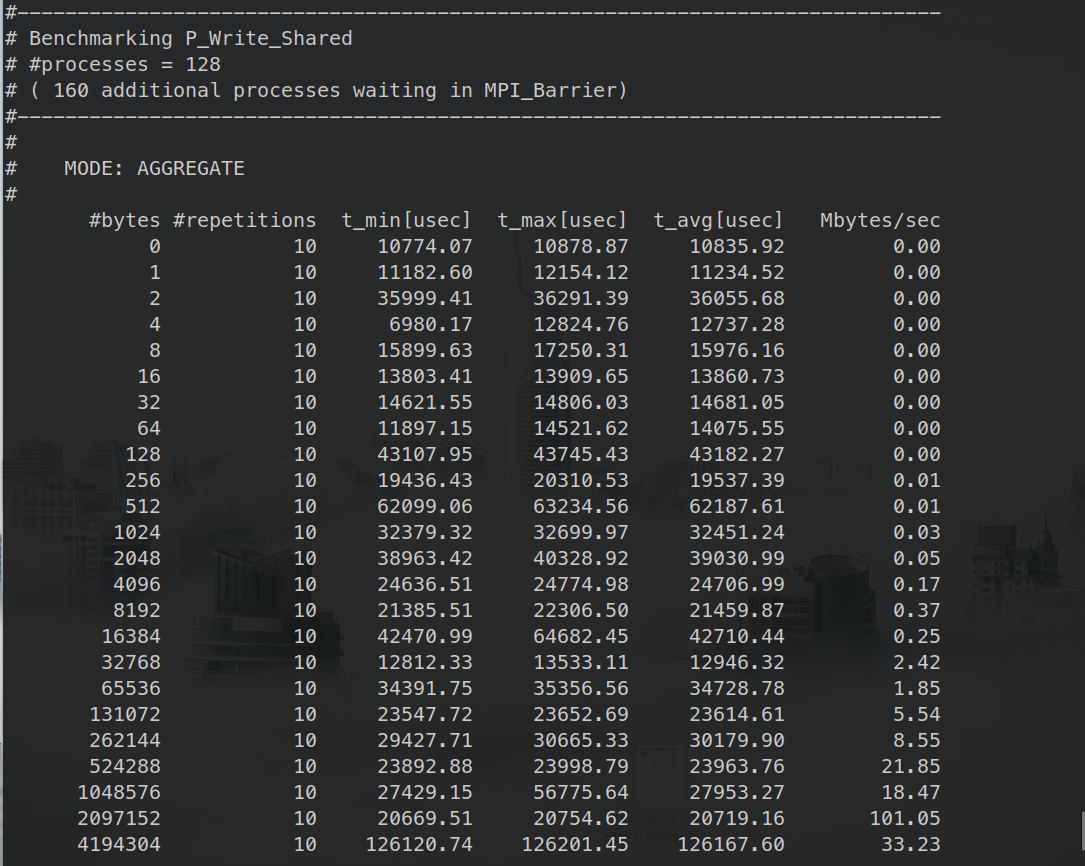 #-----------------------------------------------------------------------------
# Benchmarking P_Write_Shared
# #processes = 128
# ( 160 additional processes waiting in MPI_Barrier)
#-----------------------------------------------------------------------------
#
#    MODE: AGGREGATE
#
       #bytes #repetitions  t_min[usec]  t_max[usec]  t_avg[usec]   Mbytes/sec
            0           10     10774.07     10878.87     10835.92         0.00
            1           10     11182.60     12154.12     11234.52         0.00
            2           10     35999.41     36291.39     36055.68         0.00
            4           10      6980.17     12824.76     12737.28         0.00
            8           10     15899.63     17250.31     15976.16         0.00
           16           10     13803.41     13909.65     13860.73         0.00
           32           10     14621.55     14806.03     14681.05         0.00
           64           10     11897.15     14521.62     14075.55         0.00
          128           10     43107.95     43745.43     43182.27         0.00
          256           10     19436.43     20310.53     19537.39         0.01
          512           10     62099.06     63234.56     62187.61         0.01
         1024           10     32379.32     32699.97     32451.24         0.03
         2048           10     38963.42     40328.92     39030.99         0.05
         4096           10     24636.51     24774.98     24706.99         0.17
         8192           10     21385.51     22306.50     21459.87         0.37
        16384           10     42470.99     64682.45     42710.44         0.25
        32768           10     12812.33     13533.11     12946.32         2.42
        65536           10     34391.75     35356.56     34728.78         1.85
       131072           10     23547.72     23652.69     23614.61         5.54
       262144           10     29427.71     30665.33     30179.90         8.55
       524288           10     23892.88     23998.79     23963.76        21.85
      1048576           10     27429.15     56775.64     27953.27        18.47
      2097152           10     20669.51     20754.62     20719.16       101.05
      4194304           10    126120.74    126201.45    126167.60        33.23